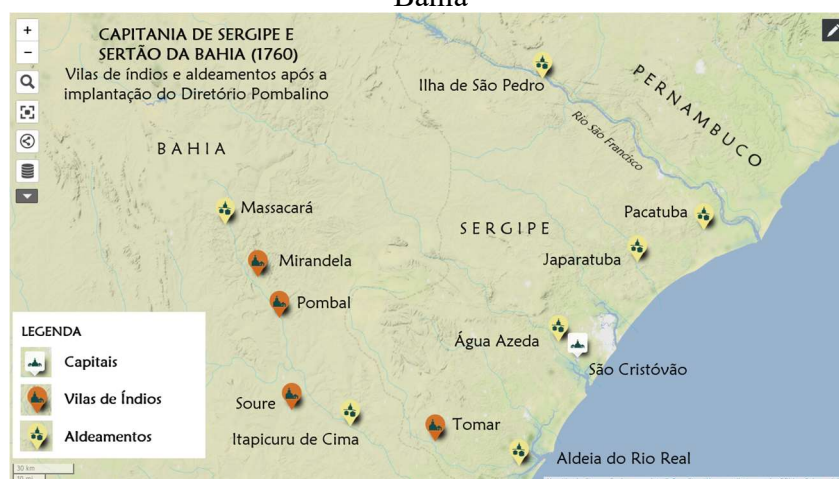 Bahia
CAPITANIA DE SERGIPE E
SERTÃO DA BAHIA (1760)
Vilas de índios e aldeamentos após a
implantação do Diretório Pombalino
Ilha de São Pedro
PERNAMBUCO
Rio São Francisco
BAHIA
Massacará
SERGIPE
Pacatuba
Japaratuba
Mirandela
Pombal
Água Azeda
São Cristóvão
LEGENDA
Capitais
Vilas de Índios
Aldeamentos
Soure
Itapicuru de Cima
Tomar
Aldeia do Rio Real
30 km